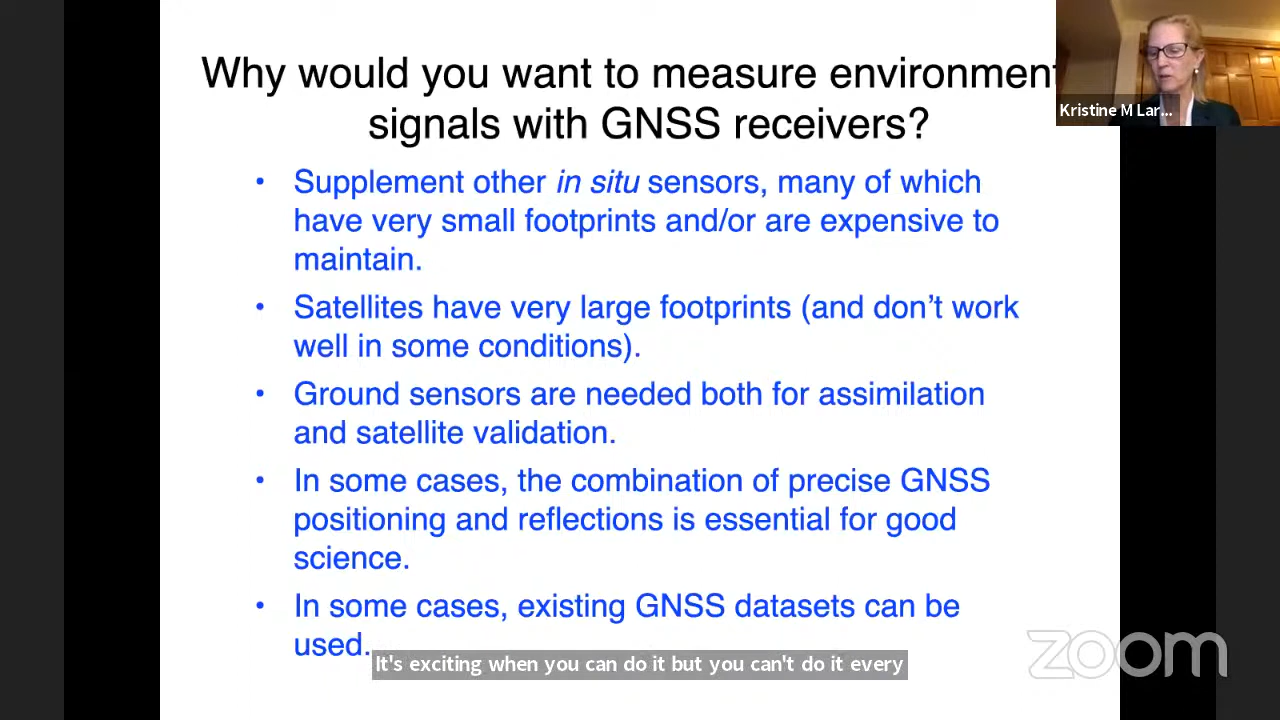 Why would you want to measure environment
signals with GNSS receivers?
Kristine M Lar...
• Supplement other in situ sensors, many of which
have very small footprints and/or are expensive to
maintain.
• Satellites have very large footprints (and don’t work
well in some conditions).
• Ground sensors are needed both for assimilation
and satellite validation.
• In some cases, the combination of precise GNSS
positioning and reflections is essential for good
science.
• In some cases, existing GNSS datasets can be
used.
It's exciting when you can do it but you can't do it every
zoom